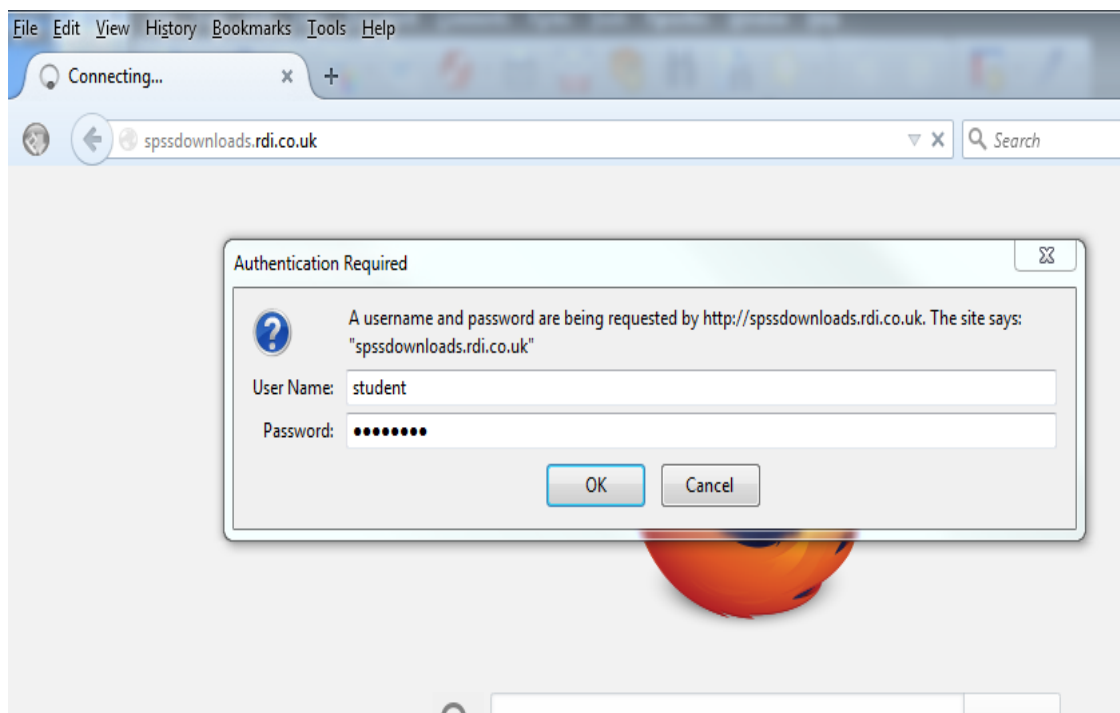 File Edit View History Bookmarks Tools Help
Connecting...
spssdownloads.rdi.co.uk
Search
Authentication Required
A username and password are being requested by http://spssdownloads.rdi.co.uk. The site says:
"spssdownloads.rdi.co.uk"
User Name: student
Password: ••••••••
OK Cancel